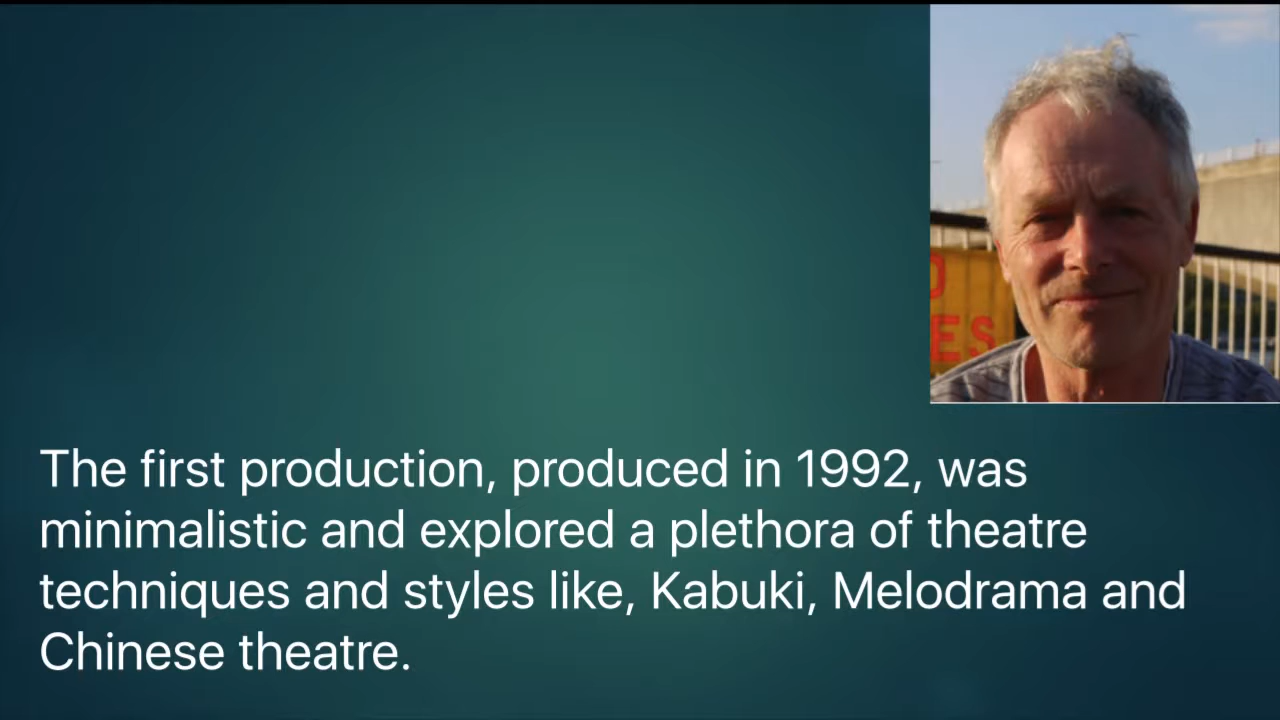 O
ES
The first production, produced in 1992, was
minimalistic and explored a plethora of theatre
techniques and styles like, Kabuki, Melodrama and
Chinese theatre.